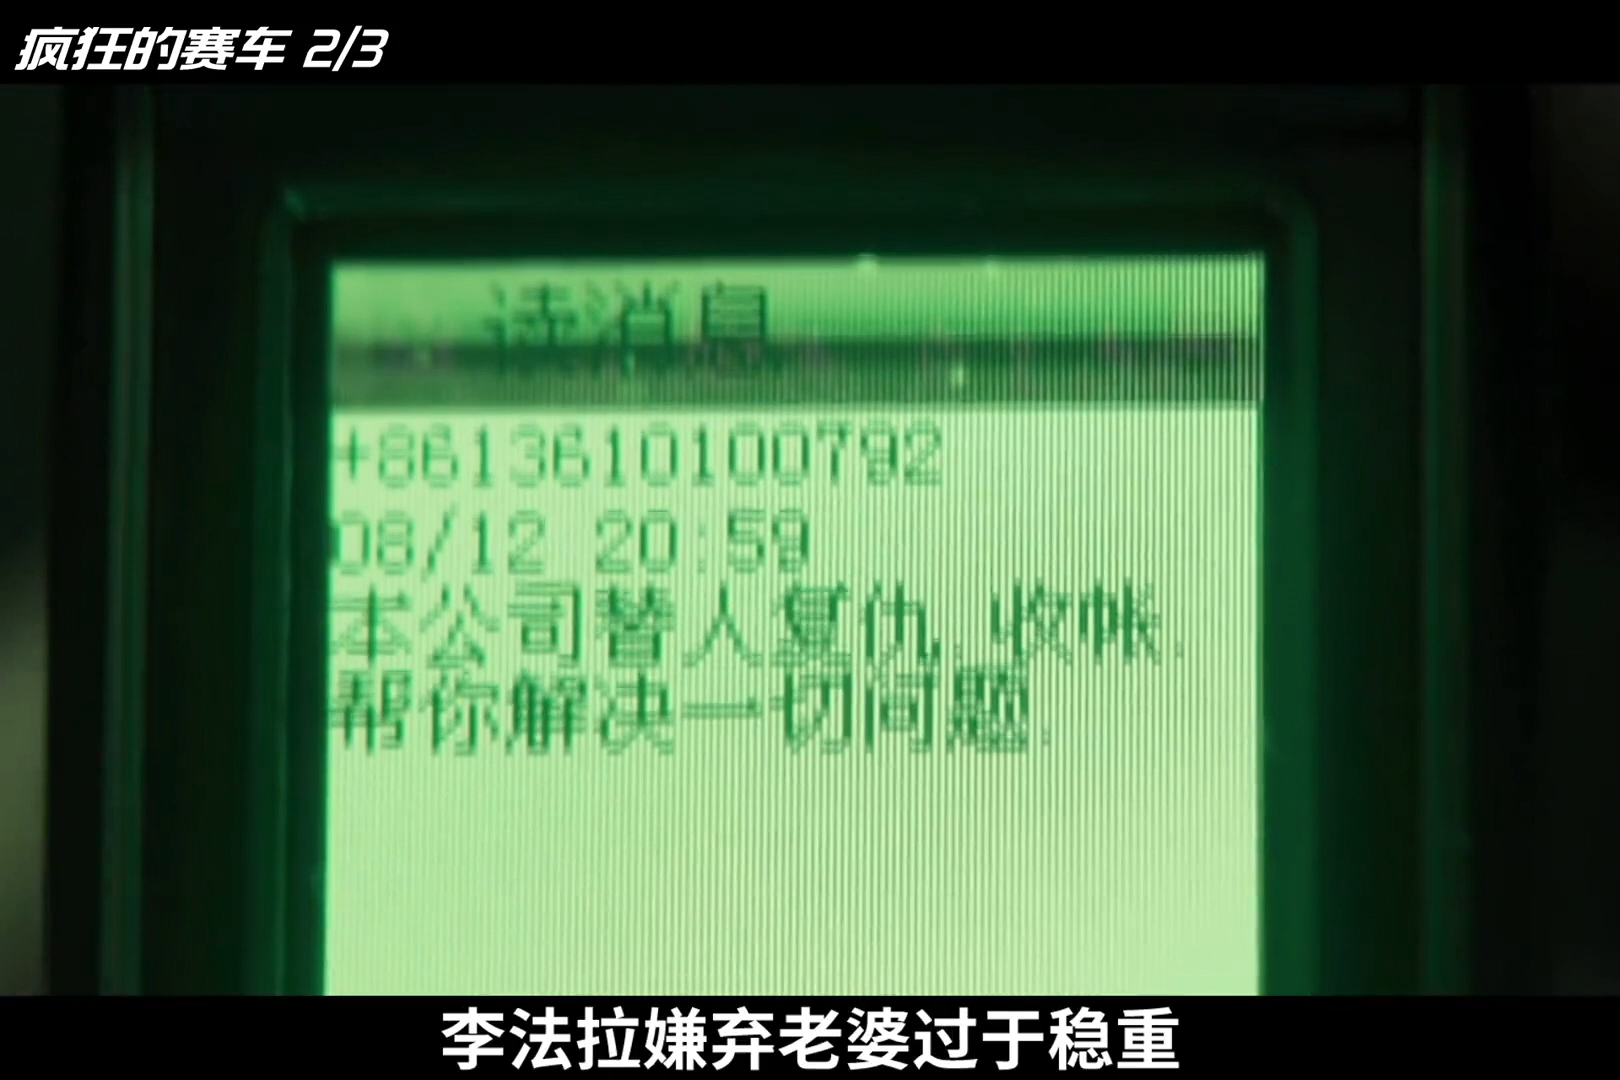 疯狂的赛车 2/3
读消息
+8613610100792
08/12 20:59
本公司替人复仇.收帐.
帮你解决一切问题.
李法拉嫌弃老婆过于稳重